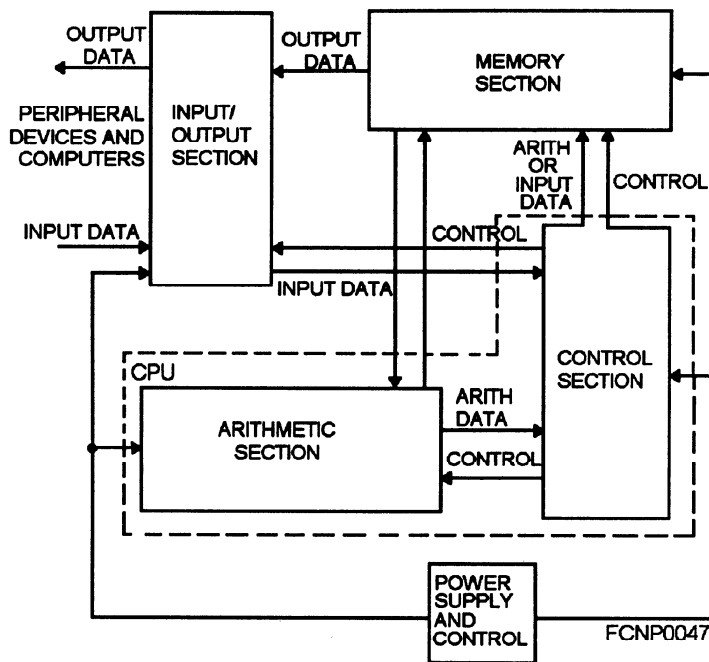 OUTPUT
DATA
OUTPUT
DATA
MEMORY
SECTION
INPUT/
OUTPUT
SECTION
PERIPHERAL
DEVICES AND
COMPUTERS
ARITH
OR
INPUT
DATA
CONTROL
INPUT DATA
CONTROL
INPUT DATA
CPU
CONTROL
SECTION
ARITHMETIC
SECTION
ARITH
DATA
CONTROL
POWER
SUPPLY
AND
CONTROL
FCNP0047